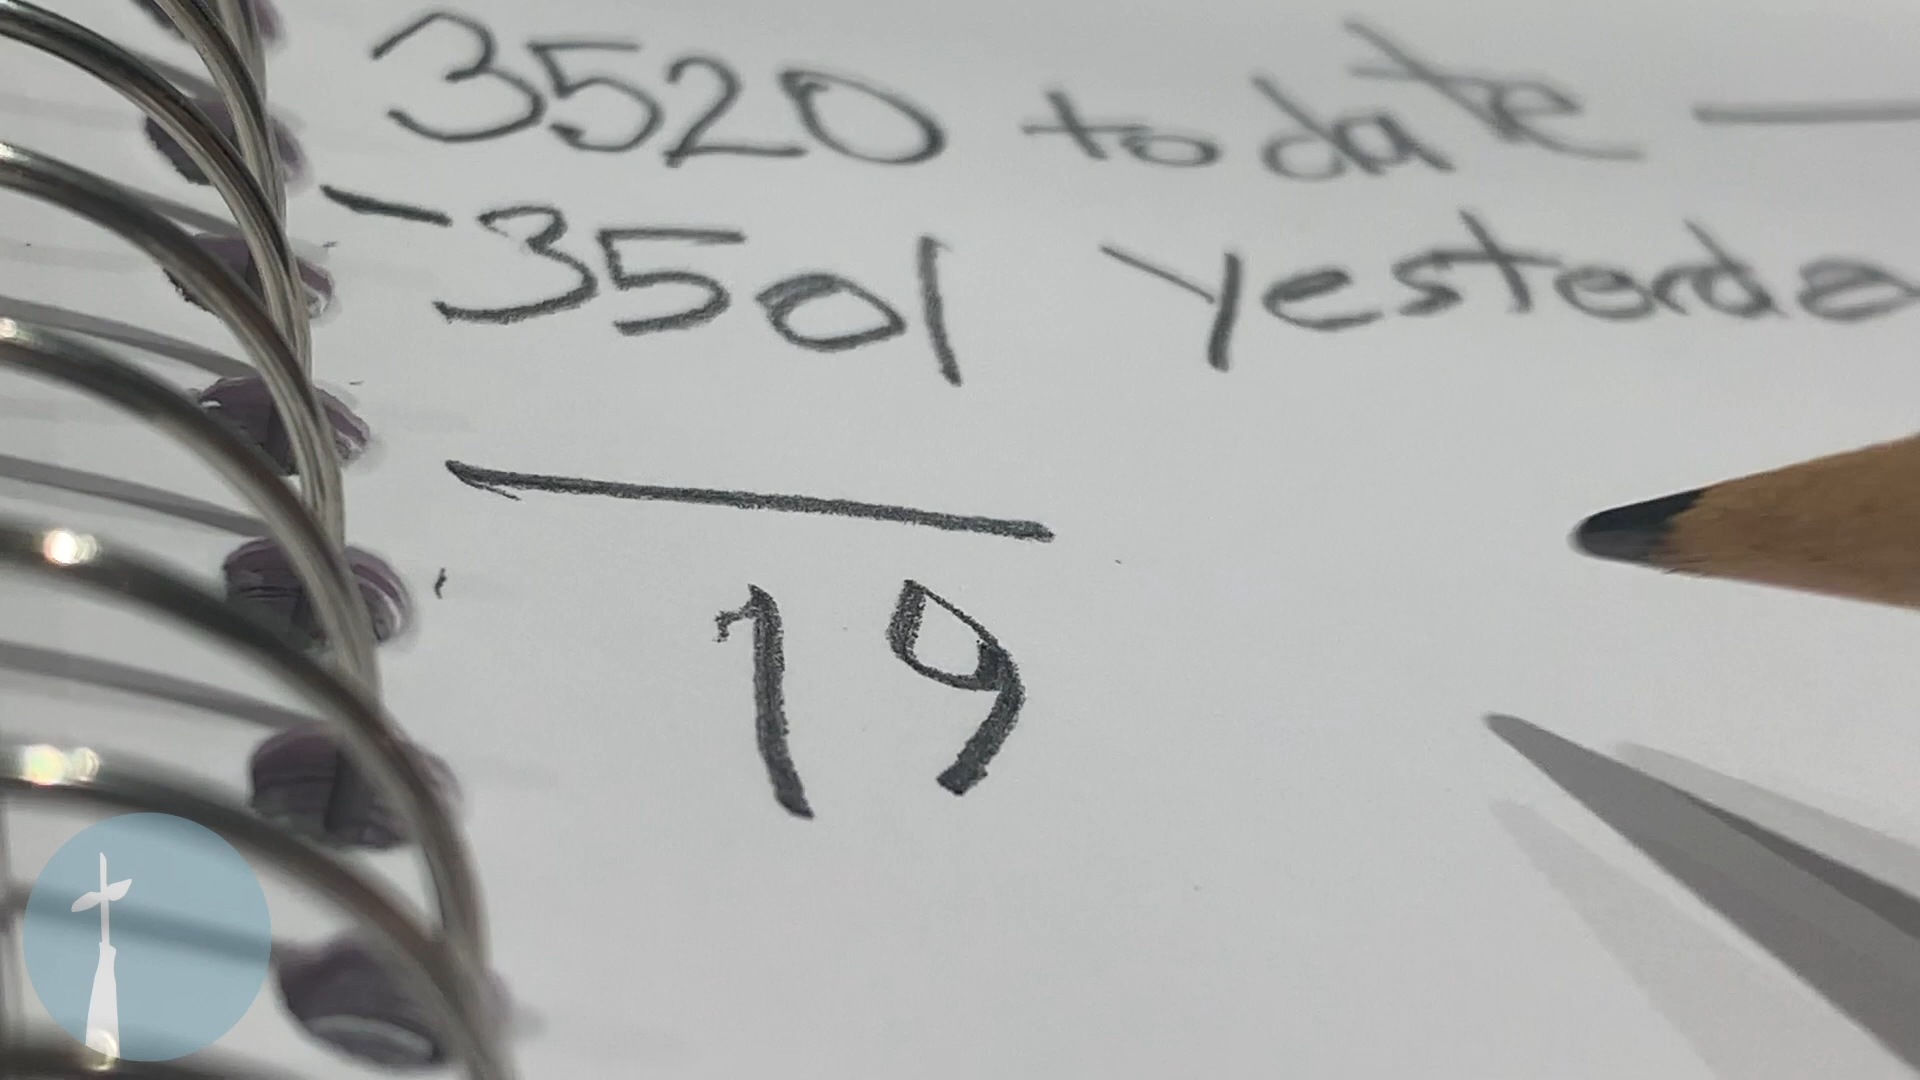 3520 to date —
-3501 yesterda
19